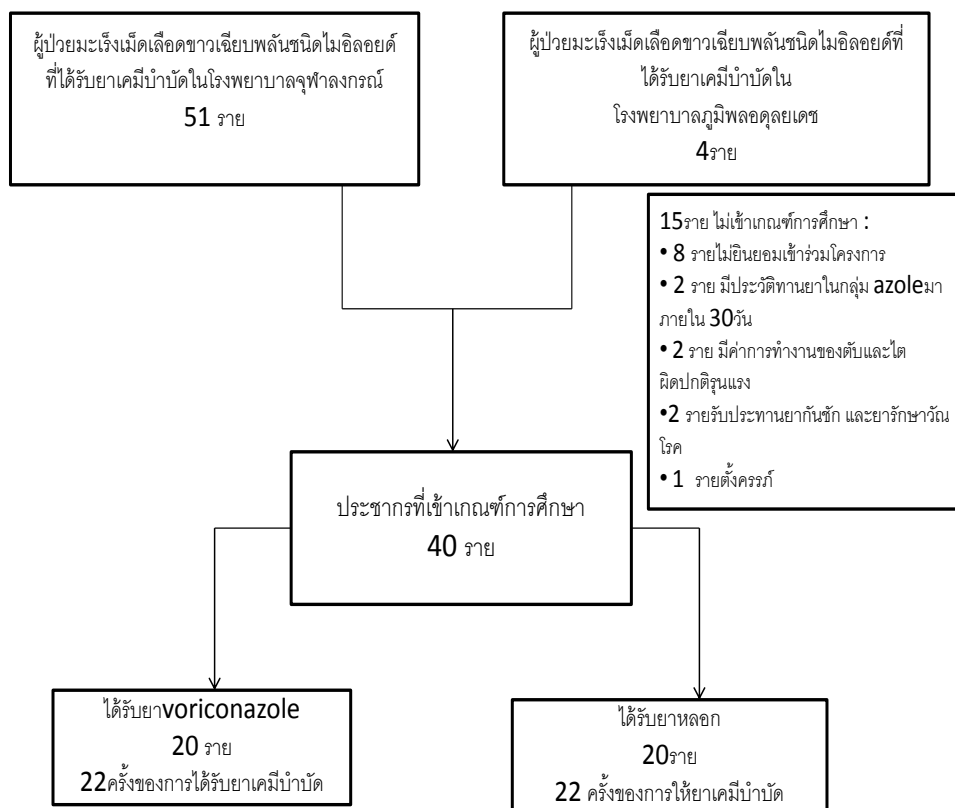 ผู้ป่วยมะเร็งเม็ดเลือดขาวเฉียบพลันชนิดไมอิลอยด์
ที่ได้รับยาเคมีบำบัดในโรงพยาบาลจุฬาลงกรณ์
51 ราย
ผู้ป่วยมะเร็งเม็ดเลือดขาวเฉียบพลันชนิดไมอิลอยด์ที่
ได้รับยาเคมีบำบัดใน
โรงพยาบาลภูมิพลอดุลยเดช
4ราย
15ราย ไม่เข้าเกณฑ์การศึกษา :
• 8 รายไม่ยินยอมเข้าร่วมโครงการ
• 2 ราย มีประวัติทานยาในกลุ่ม azoleมา
ภายใน 30วัน
• 2 ราย มีค่าการทำงานของตับและไต
ผิดปกติรุนแรง
•2 รายรับประทานยากันชัก และยารักษาวัณ
โรค
• 1 รายตั้งครรภ์
ประชากรที่เข้าเกณฑ์การศึกษา
40 ราย
ได้รับยาvoriconazole
20 ราย
22ครั้งของการได้รับยาเคมีบำบัด
ได้รับยาหลอก
20ราย
22 ครั้งของการให้ยาเคมีบำบัด